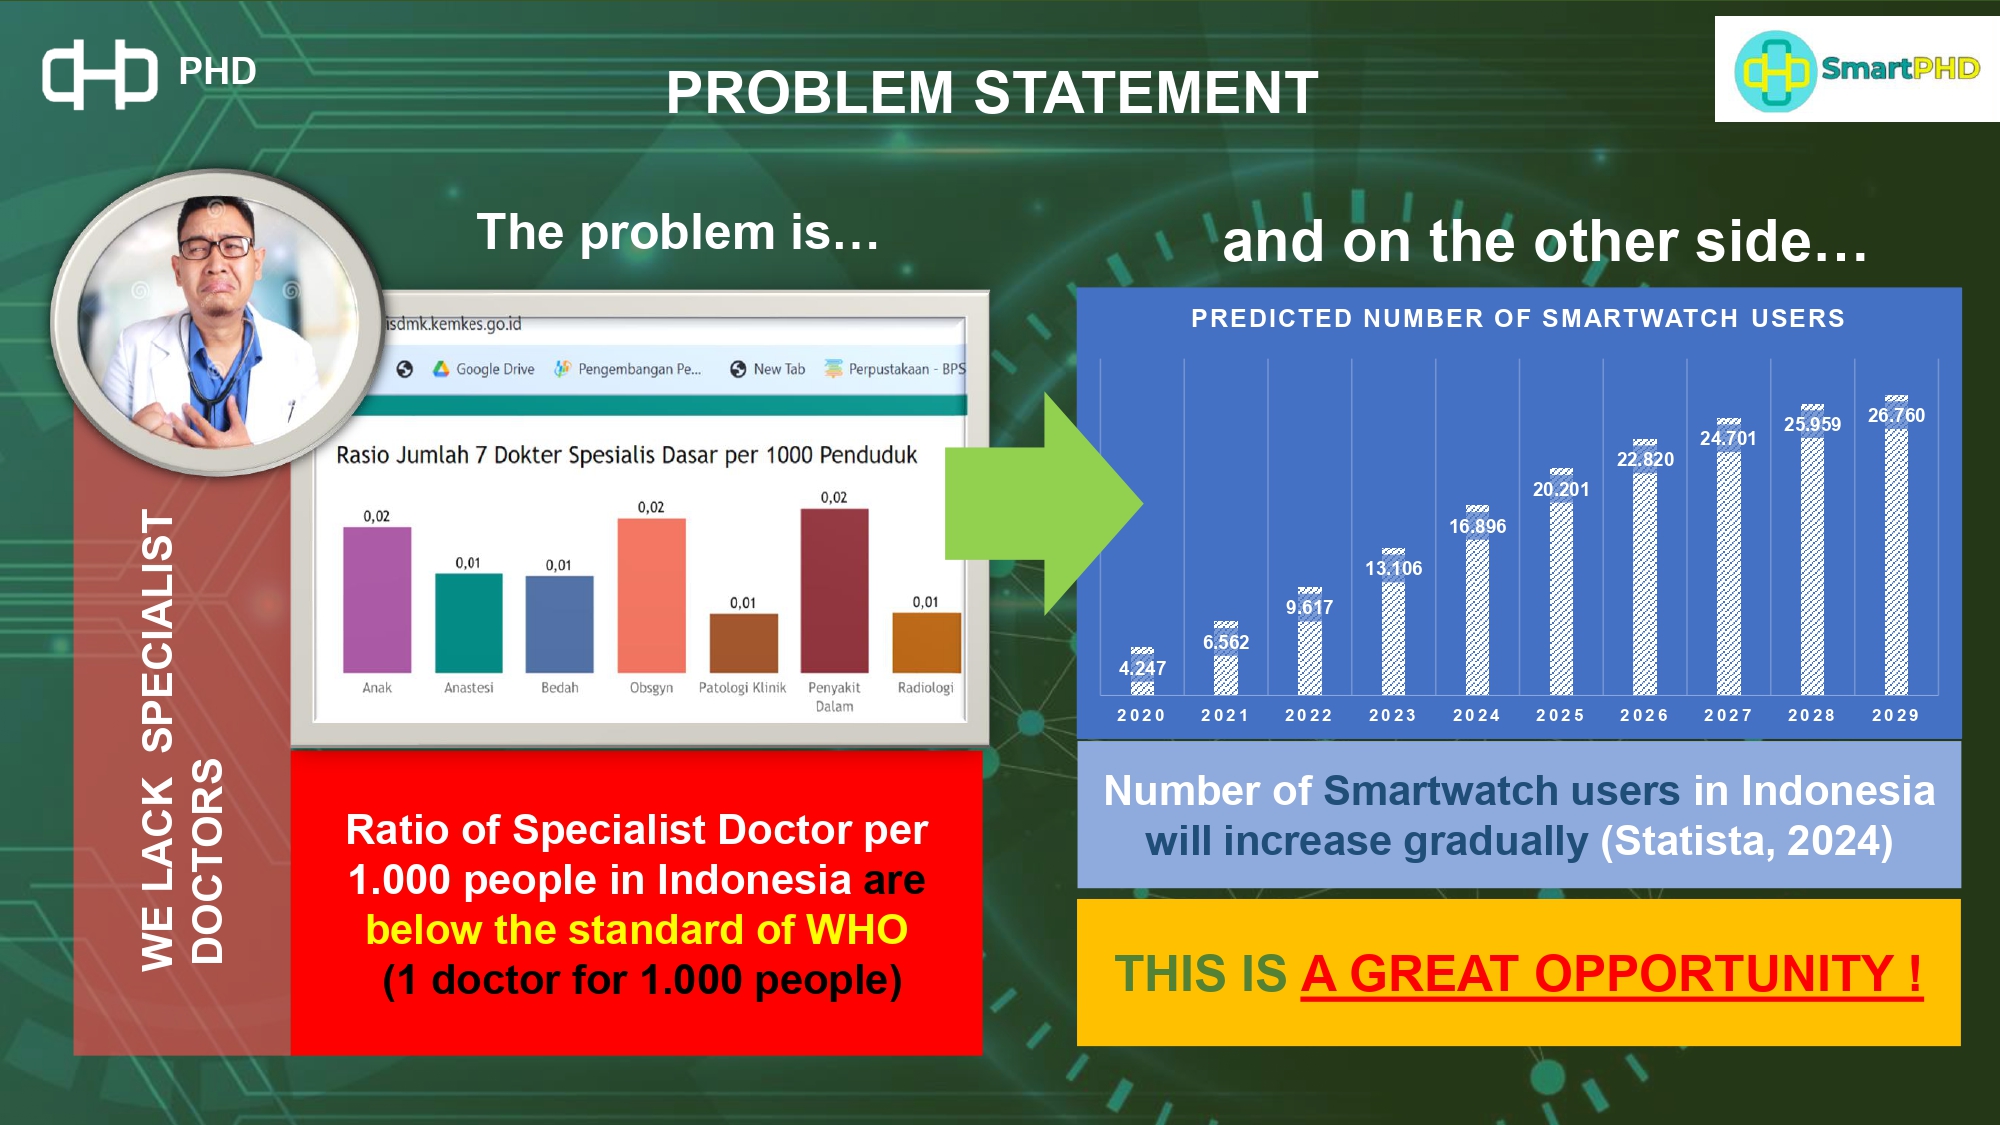 PHD
PROBLEM STATEMENT
SmartPHD
The problem is…
isdmk.kemkes.go.id
Google Drive
Pengembangan Pe...
New Tab
Perpustakaan - BPS
Rasio Jumlah 7 Dokter Spesialis Dasar per 1000 Penduduk
0,02
0,01
0,01
0,02
0,01
0,02
0,01
Anak
Anastesi
Bedah
Obsgyn
Patologi Klinik
Penyakit
Dalam
Radiologi
WE LACK SPECIALIST
DOCTORS
Ratio of Specialist Doctor per
1.000 people in Indonesia are
below the standard of WHO
(1 doctor for 1.000 people)
and on the other side…
PREDICTED NUMBER OF SMARTWATCH USERS
4.247
6.562
9.617
13.106
16.896
20.201
22.820
24.701
25.959
26.760
2020
2021
2022
2023
2024
2025
2026
2027
2028
2029
Number of Smartwatch users in Indonesia
will increase gradually (Statista, 2024)
THIS IS A GREAT OPPORTUNITY !